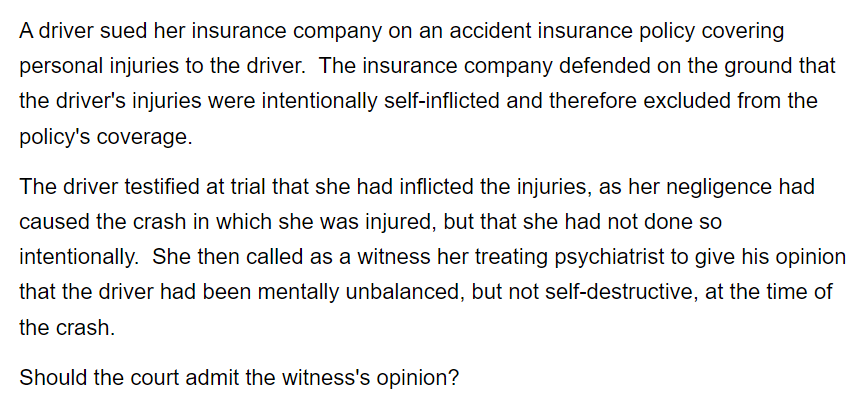 A driver sued her insurance company on an accident insurance policy covering
personal injuries to the driver.  The insurance company defended on the ground that
the driver's injuries were intentionally self-inflicted and therefore excluded from the
policy's coverage.
The driver testified at trial that she had inflicted the injuries, as her negligence had
caused the crash in which she was injured, but that she had not done so
intentionally.  She then called as a witness her treating psychiatrist to give his opinion
that the driver had been mentally unbalanced, but not self-destructive, at the time of
the crash.
Should the court admit the witness's opinion?